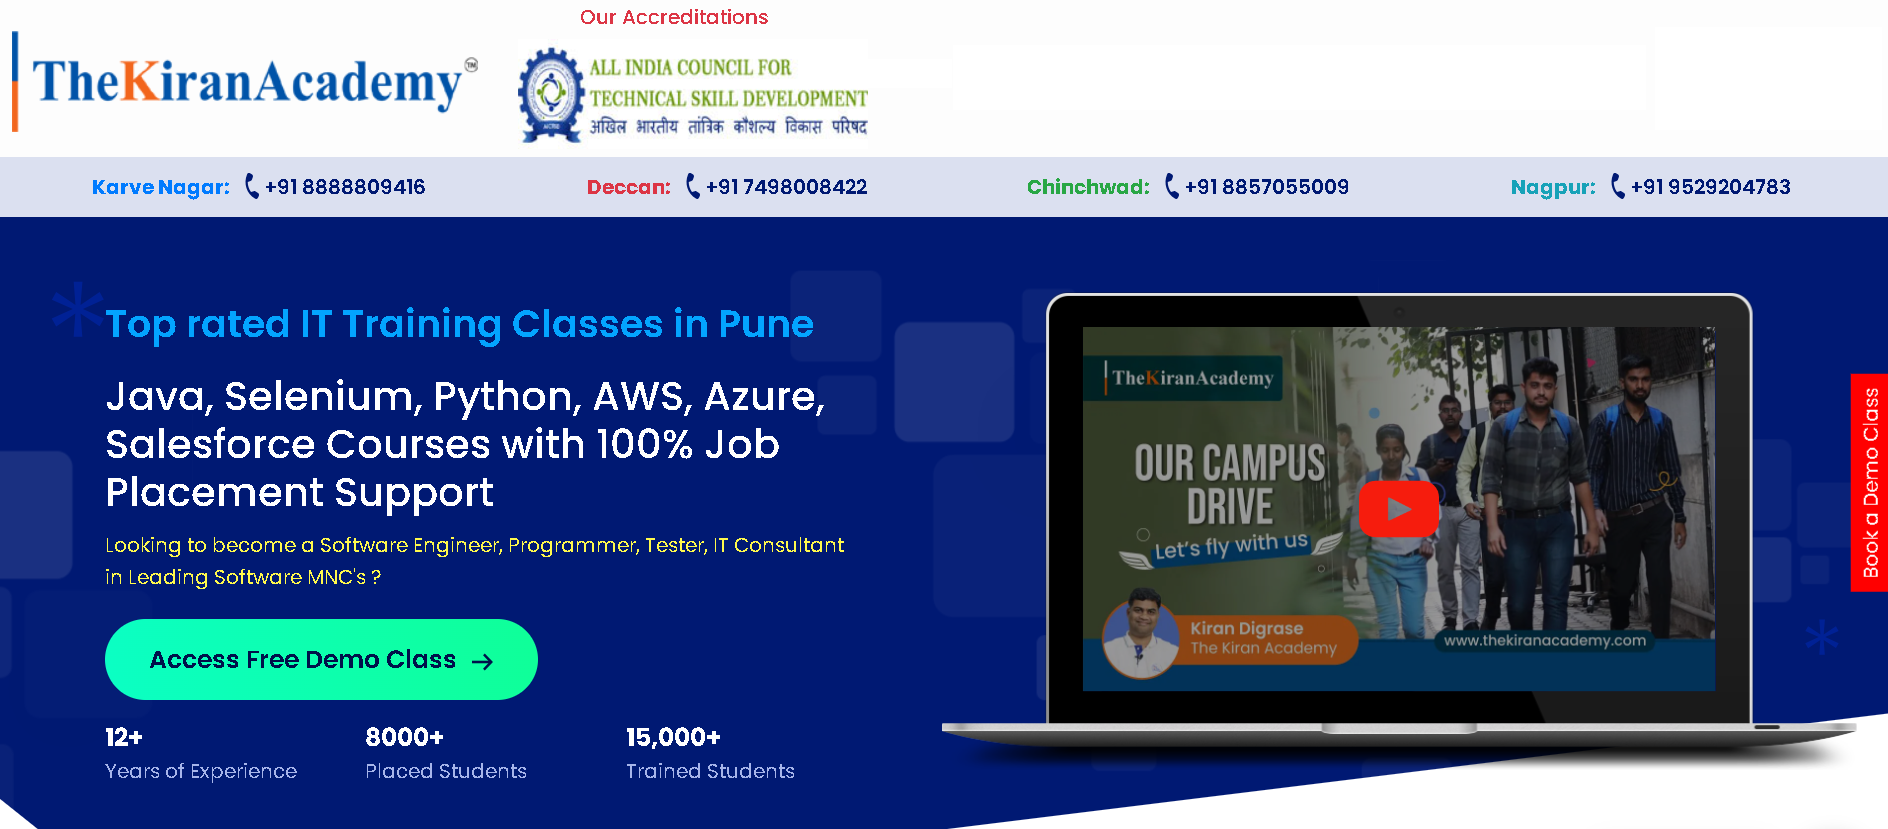 Our Accreditations
TheKiranAcademy TM
ALL INDIA COUNCIL FOR
TECHNICAL SKILL DEVELOPMENT
अखिल भारतीय तांत्रिक कौशल्य विकास परिषद
Karve Nagar: +91 8888809416
Deccan: +91 7498008422
Chinchwad: +91 8857055009
Nagpur: +91 9529204783
Top rated IT Training Classes in Pune
Java, Selenium, Python, AWS, Azure,
Salesforce Courses with 100% Job
Placement Support
Looking to become a Software Engineer, Programmer, Tester, IT Consultant
in Leading Software MNC's ?
Access Free Demo Class →
12+
Years of Experience
8000+
Placed Students
15,000+
Trained Students
TheKiranAcademy
OUR CAMPUS
DRIVE
Let's fly with us
Kiran Digrase
The Kiran Academy
www.thekiranacademy.com
Book a Demo Class